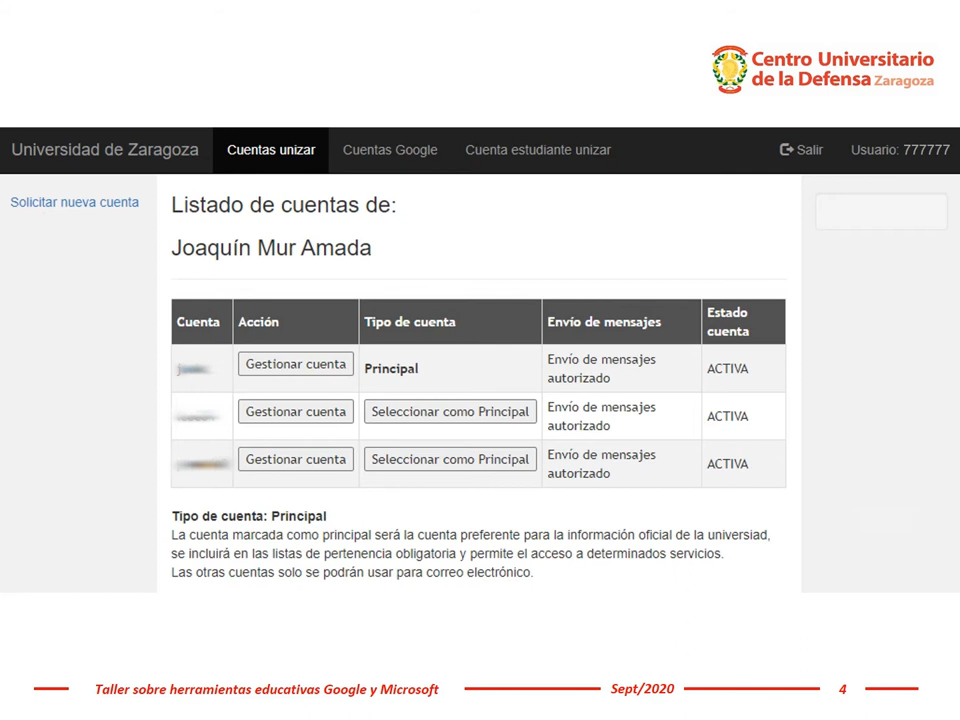 Centro Universitario
de la Defensa Zaragoza
Universidad de Zaragoza Cuentas unizar Cuentas Google Cuenta estudiante unizar Salir Usuario: 777777
Solicitar nueva cuenta
Listado de cuentas de:
Joaquín Mur Amada
Cuenta Acción Tipo de cuenta Envío de mensajes Estado cuenta
Gestionar cuenta Principal Envío de mensajes autorizado ACTIVA
Gestionar cuenta Seleccionar como Principal Envío de mensajes autorizado ACTIVA
Gestionar cuenta Seleccionar como Principal Envío de mensajes autorizado ACTIVA
Tipo de cuenta: Principal
La cuenta marcada como principal será la cuenta preferente para la información oficial de la universiad,
se incluirá en las listas de pertenencia obligatoria y permite el acceso a determinados servicios.
Las otras cuentas solo se podrán usar para correo electrónico.
Taller sobre herramientas educativas Google y Microsoft Sept/2020 4